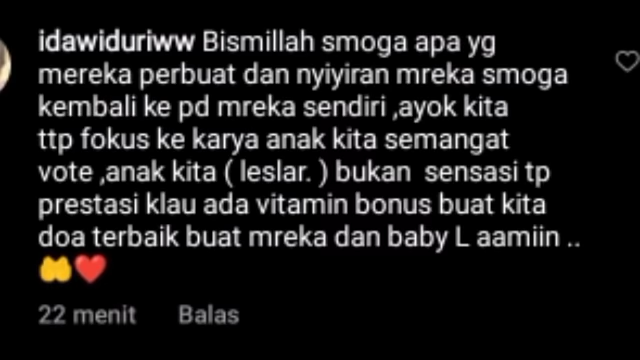 idawiduriww Bismillah smoga apa yg
mereka perbuat dan nyiyiran mreka smoga
kembali ke pd mreka sendiri ,ayok kita
ttp fokus ke karya anak kita semangat
vote ,anak kita ( leslar. ) bukan  sensasi tp
prestasi klau ada vitamin bonus buat kita
doa terbaik buat mreka dan baby L aamiin ..
🤲❤️
22 menit Balas